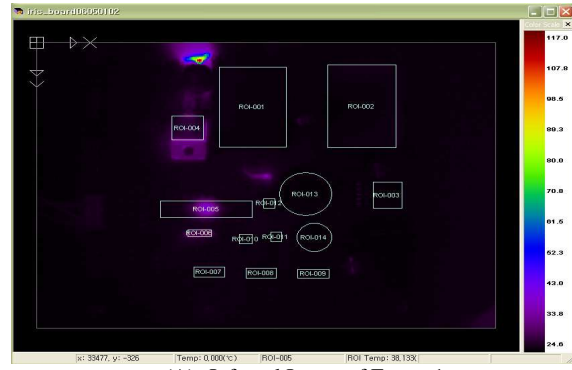 iris_board06050102
Color Scale
117.0
107.8
98.5
89.3
80.0
70.8
61.5
52.3
43.0
33.8
24.6
ROI-001
ROI-002
ROI-004
ROI-013
ROI-003
ROI-012
ROI-005
ROI-006
ROI-010
ROI-011
ROI-014
ROI-007
ROI-008
ROI-009
x: 33477, y: -326
Temp: 0,000(℃)
ROI-005
ROI Temp: 38,133(